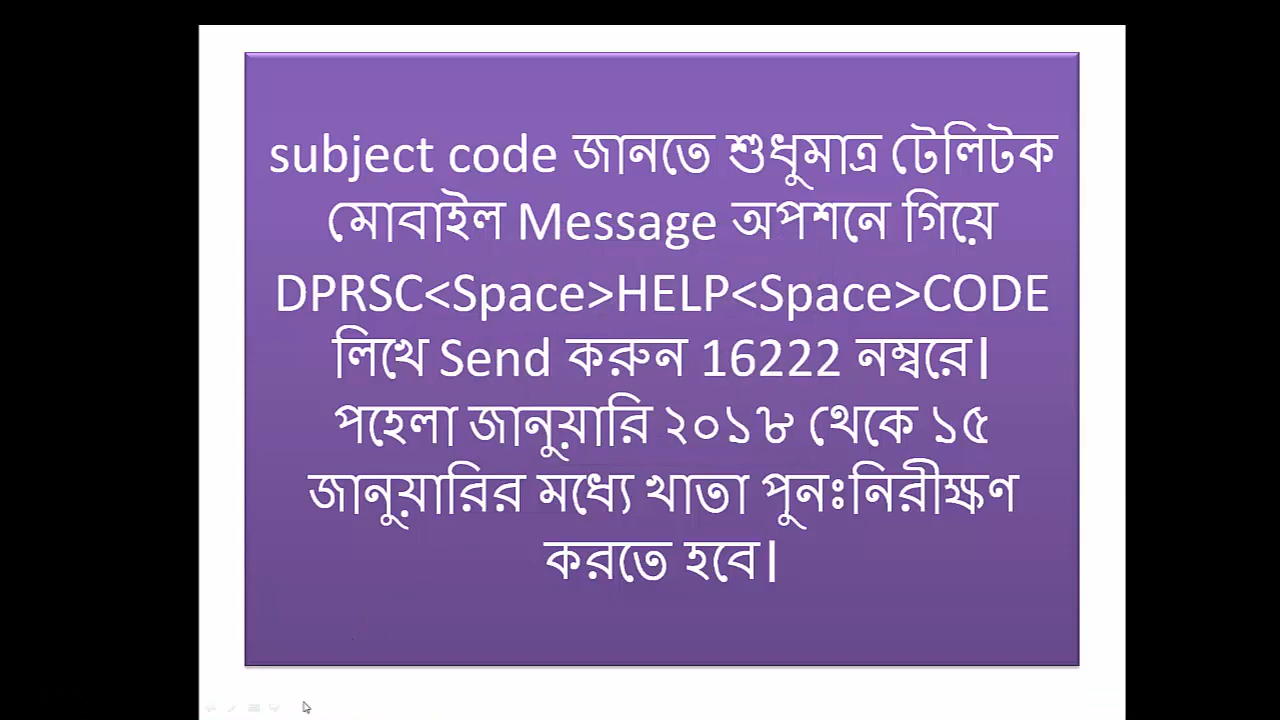 subject code জানতে শুধুমাত্র টেলিটক
মোবাইল Message অপশনে গিয়ে
DPRSC<Space>HELP<Space>CODE
লিখে Send করুন 16222 নম্বরে।
পহেলা জানুয়ারি ২০১৮ থেকে ১৫
জানুয়ারির মধ্যে খাতা পুনঃনিরীক্ষণ
করতে হবে।